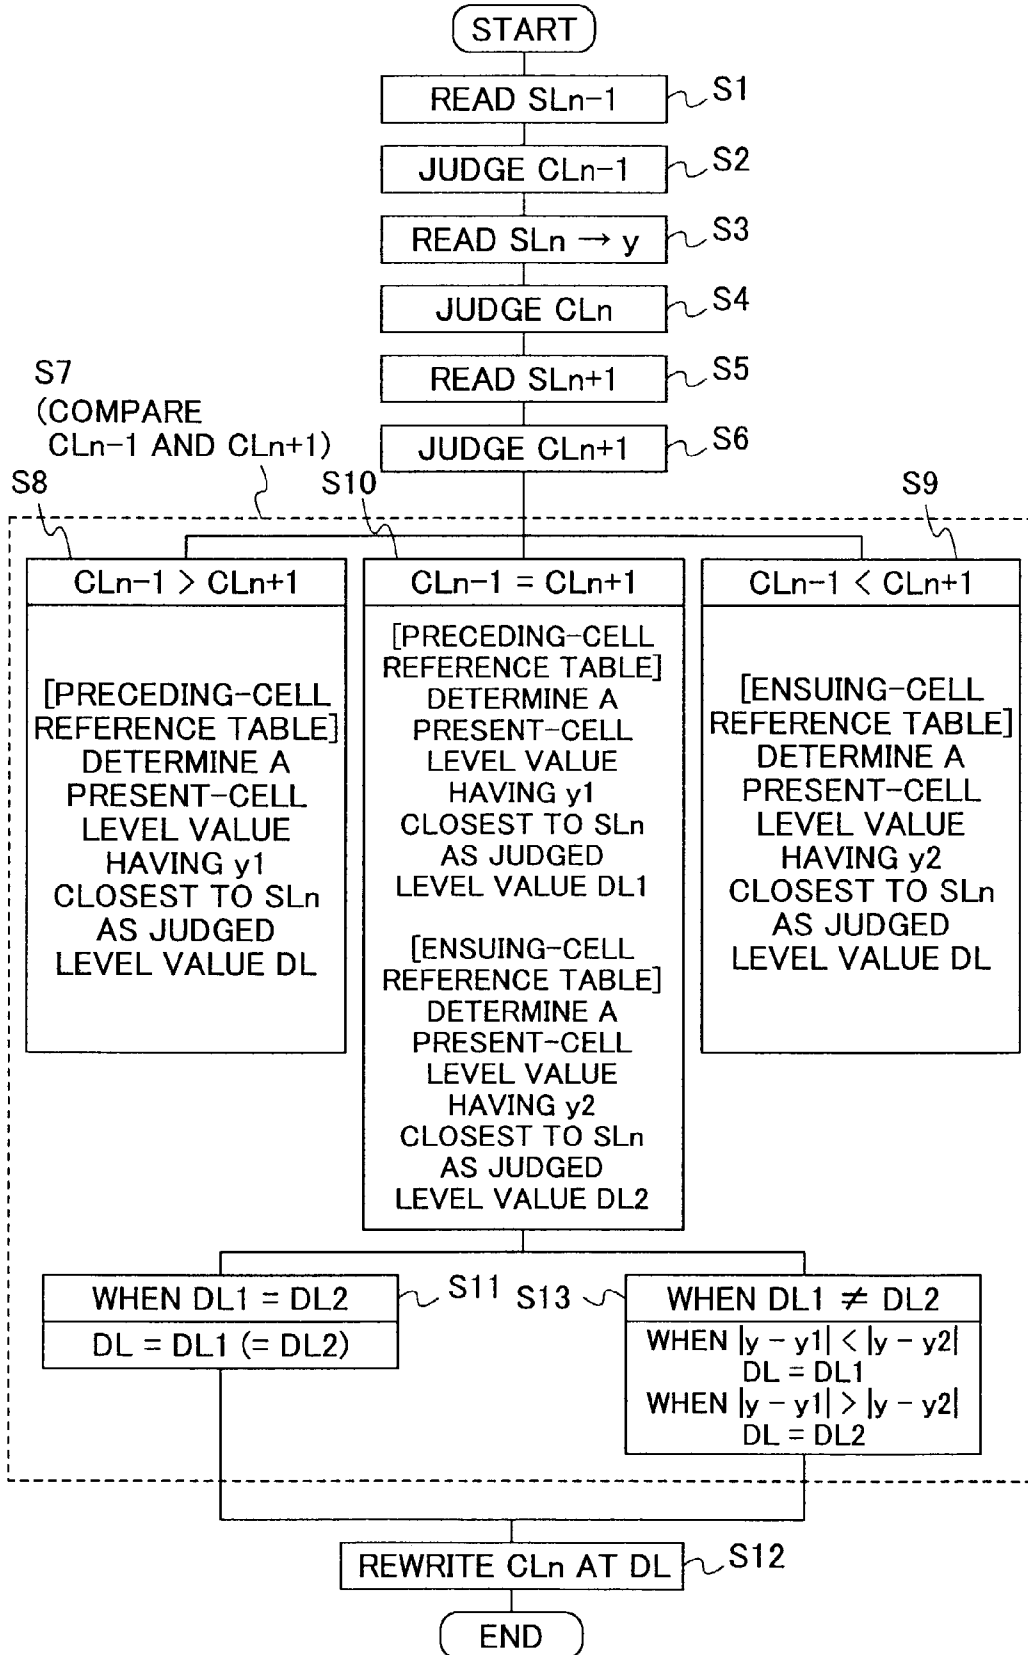 START
READ SLn-1
S1
JUDGE CLn-1
S2
READ SLn → y
S3
JUDGE CLn
S4
READ SLn+1
S5
JUDGE CLn+1
S6
S7
(COMPARE
CLn-1 AND CLn+1)
S8
CLn-1 > CLn+1
[PRECEDING-CELL
REFERENCE TABLE]
DETERMINE A
PRESENT-CELL
LEVEL VALUE
HAVING y1
CLOSEST TO SLn
AS JUDGED
LEVEL VALUE DL
S10
CLn-1 = CLn+1
[PRECEDING-CELL
REFERENCE TABLE]
DETERMINE A
PRESENT-CELL
LEVEL VALUE
HAVING y1
CLOSEST TO SLn
AS JUDGED
LEVEL VALUE DL1
[ENSUING-CELL
REFERENCE TABLE]
DETERMINE A
PRESENT-CELL
LEVEL VALUE
HAVING y2
CLOSEST TO SLn
AS JUDGED
LEVEL VALUE DL2
S9
CLn-1 < CLn+1
[ENSUING-CELL
REFERENCE TABLE]
DETERMINE A
PRESENT-CELL
LEVEL VALUE
HAVING y2
CLOSEST TO SLn
AS JUDGED
LEVEL VALUE DL
WHEN DL1 = DL2
DL = DL1 (= DL2)
S11
S13
WHEN DL1 ≠ DL2
WHEN |y - y1| < |y - y2|
DL = DL1
WHEN |y - y1| > |y - y2|
DL = DL2
REWRITE CLn AT DL
S12
END